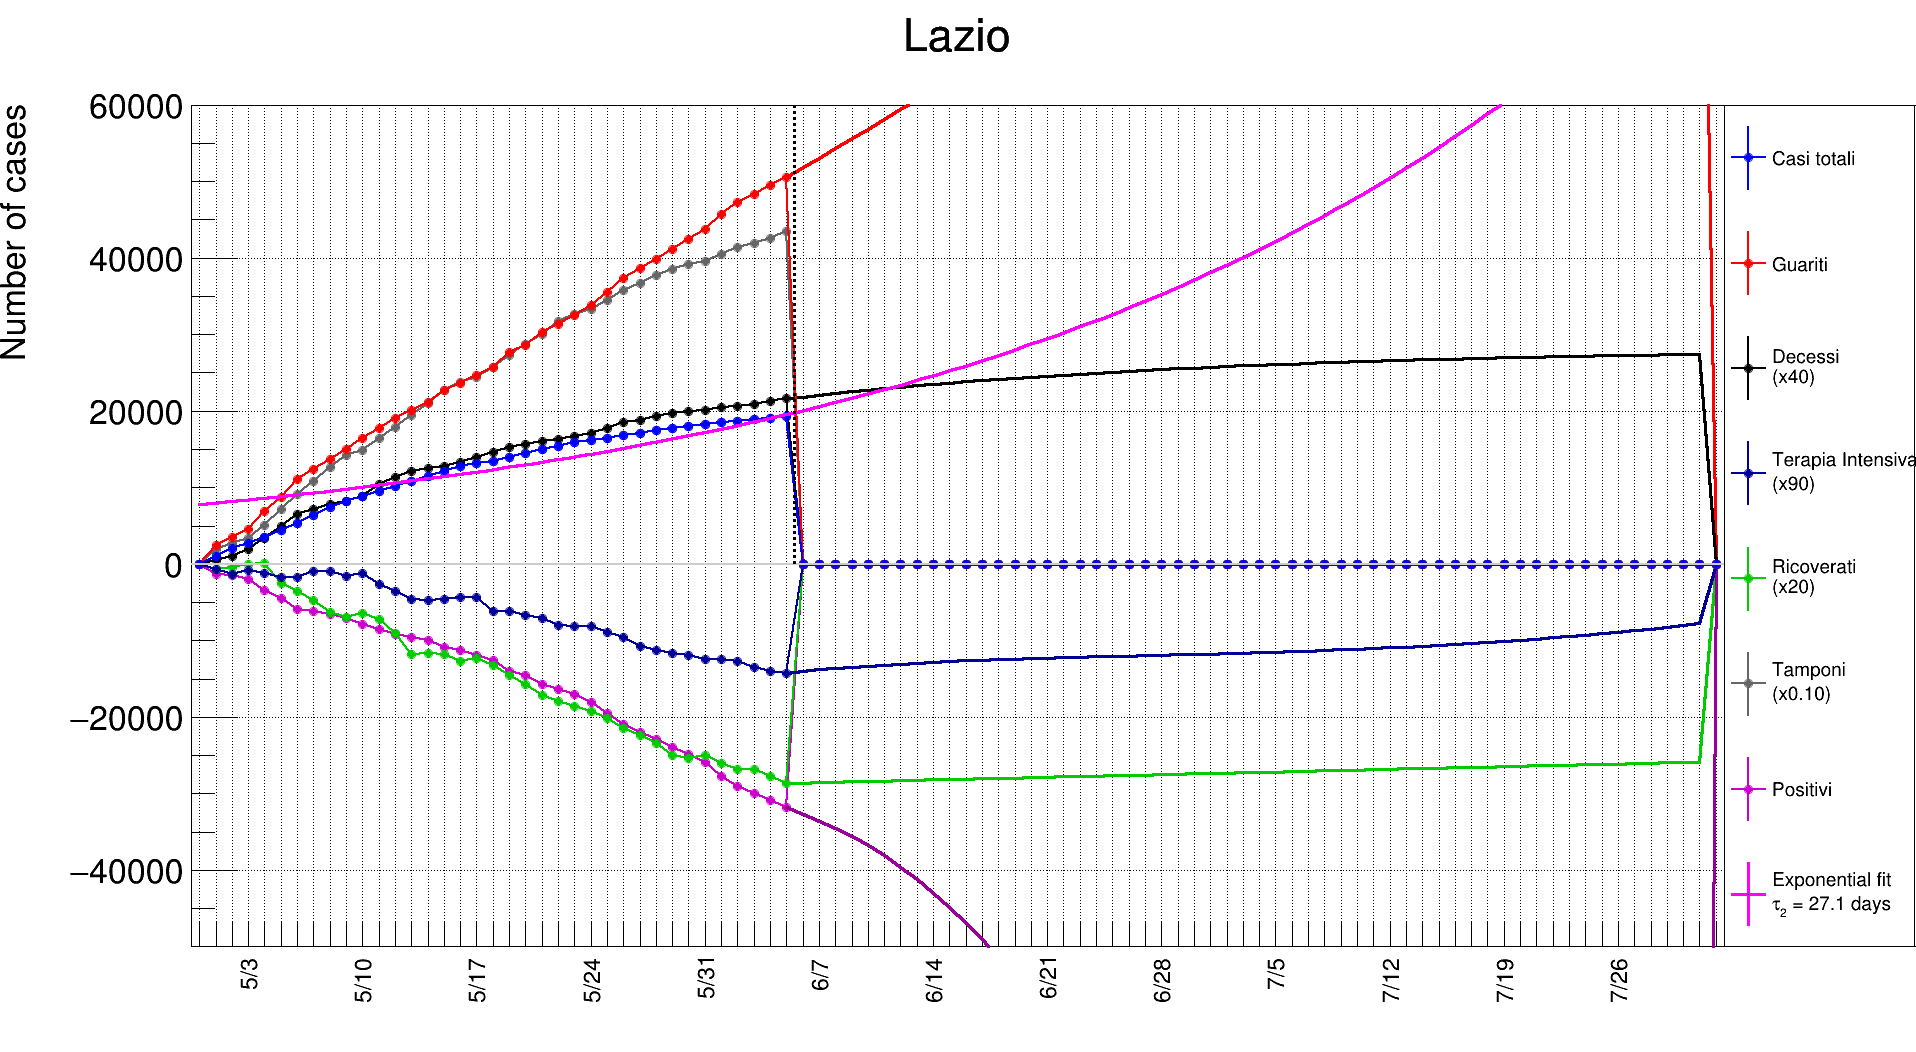 Lazio
Number of cases
60000
40000
20000
0
−20000
−40000
5/3
5/10
5/17
5/24
5/31
6/7
6/14
6/21
6/28
7/5
7/12
7/19
7/26
Casi totali
Guariti
Decessi
(x40)
Terapia Intensiva
(x90)
Ricoverati
(x20)
Tamponi
(x0.10)
Positivi
Exponential fit
τ2 = 27.1 days